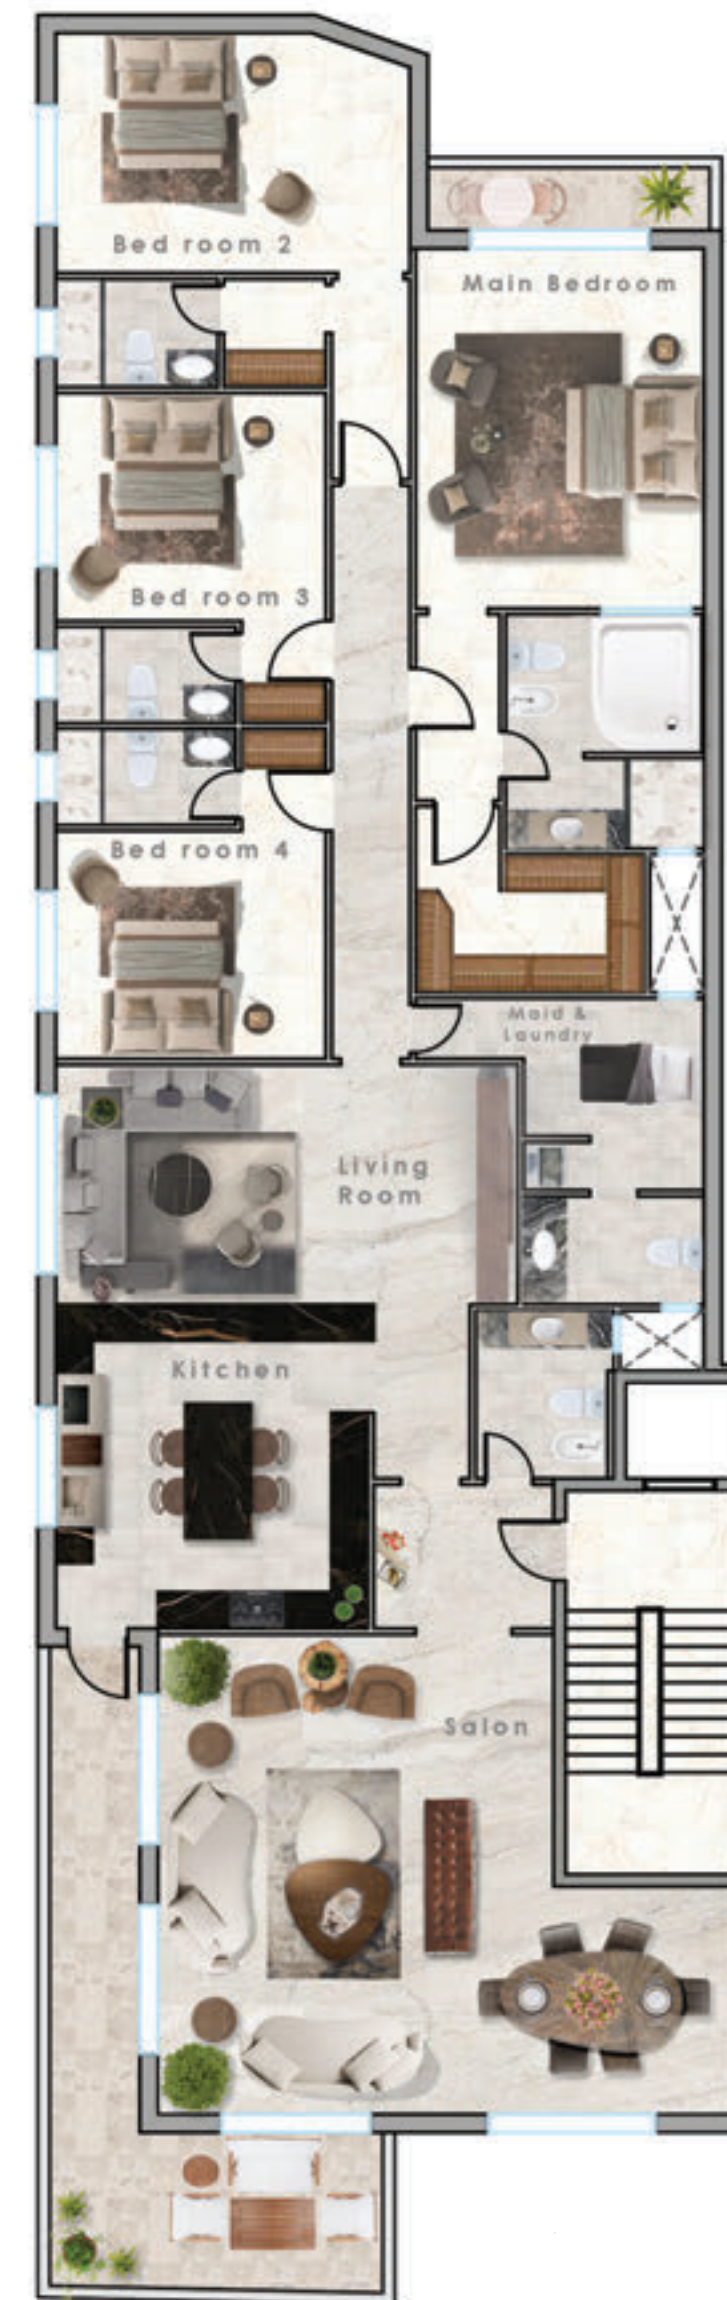 Bed room 2
Main Bedroom
Bed room 3
Bed room 4
Maid &
Laundry
Living
Room
Kitchen
Salon